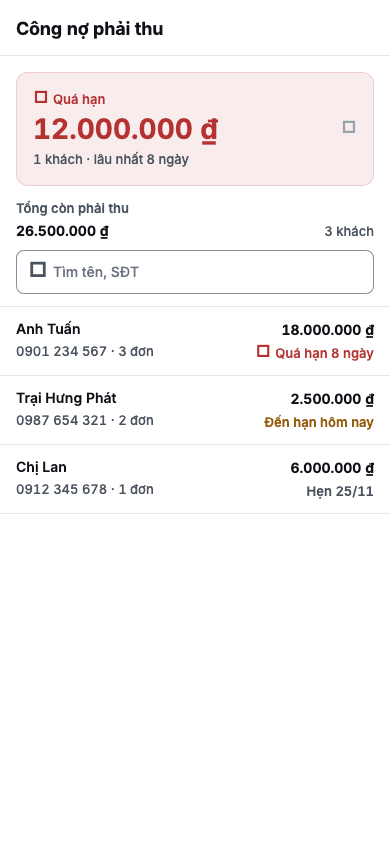 Công nợ phải thu
Quá hạn
12.000.000 ₫
1 khách · lâu nhất 8 ngày
Tổng còn phải thu
26.500.000 ₫
3 khách
Tìm tên, SĐT
Anh Tuấn
18.000.000 ₫
0901 234 567 · 3 đơn
Quá hạn 8 ngày
Trại Hưng Phát
2.500.000 ₫
0987 654 321 · 2 đơn
Đến hạn hôm nay
Chị Lan
6.000.000 ₫
0912 345 678 · 1 đơn
Hẹn 25/11